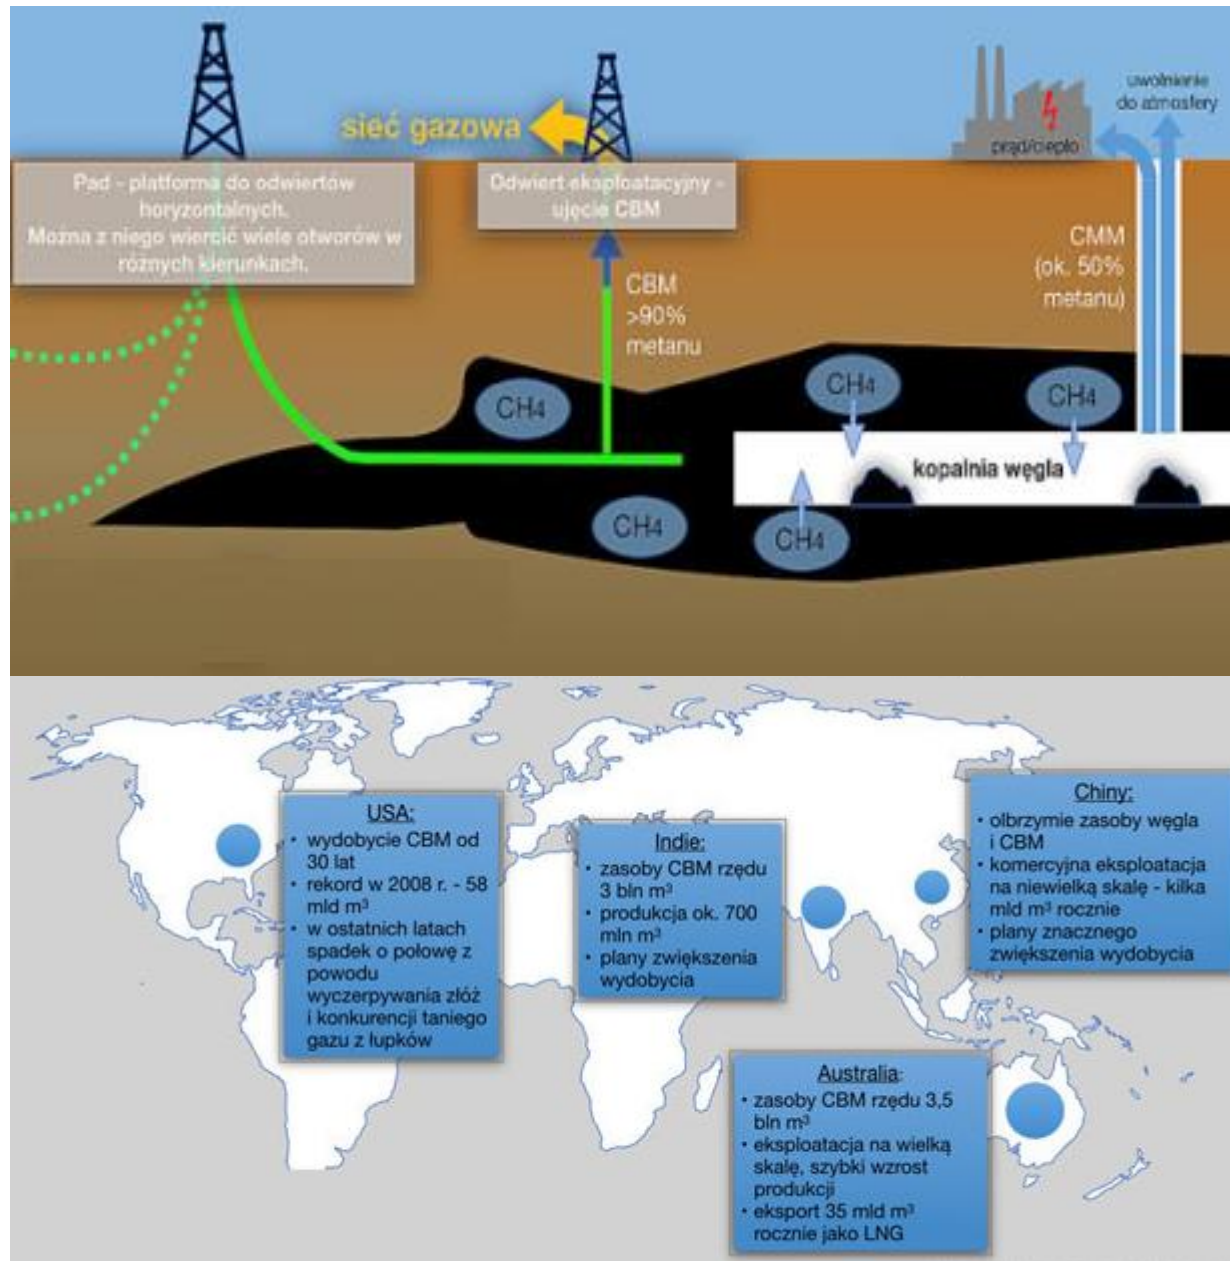 uwolnienie
do atmosfery
sieć gazowa
prąd/ciepło
Pad - platforma do odwiertów
horyzontalnych.
Można z niego wiercić wiele otworów w
różnych kierunkach.
Odwiert eksploatacyjny -
ujęcie CBM
CMM
(ok. 50%
metanu)
CBM
>90%
metanu
CH4
CH4
CH4
kopalnia węgla
CH4
CH4
USA:
• wydobycie CBM od
30 lat
• rekord w 2008 r. - 58
mld m³
• w ostatnich latach
spadek o połowę z
powodu
wyczerpywania złóż
i konkurencji taniego
gazu z łupków
Indie:
• zasoby CBM rzędu
3 bln m³
• produkcja ok. 700
mln m³
• plany zwiększenia
wydobycia
Chiny:
• olbrzymie zasoby węgla
i CBM
• komercyjna eksploatacja
na niewielką skalę - kilka
mld m³ rocznie
• plany znacznego
zwiększenia wydobycia
Australia:
• zasoby CBM rzędu 3,5
bln m³
• eksploatacja na wielką
skalę, szybki wzrost
produkcji
• eksport 35 mld m³
rocznie jako LNG